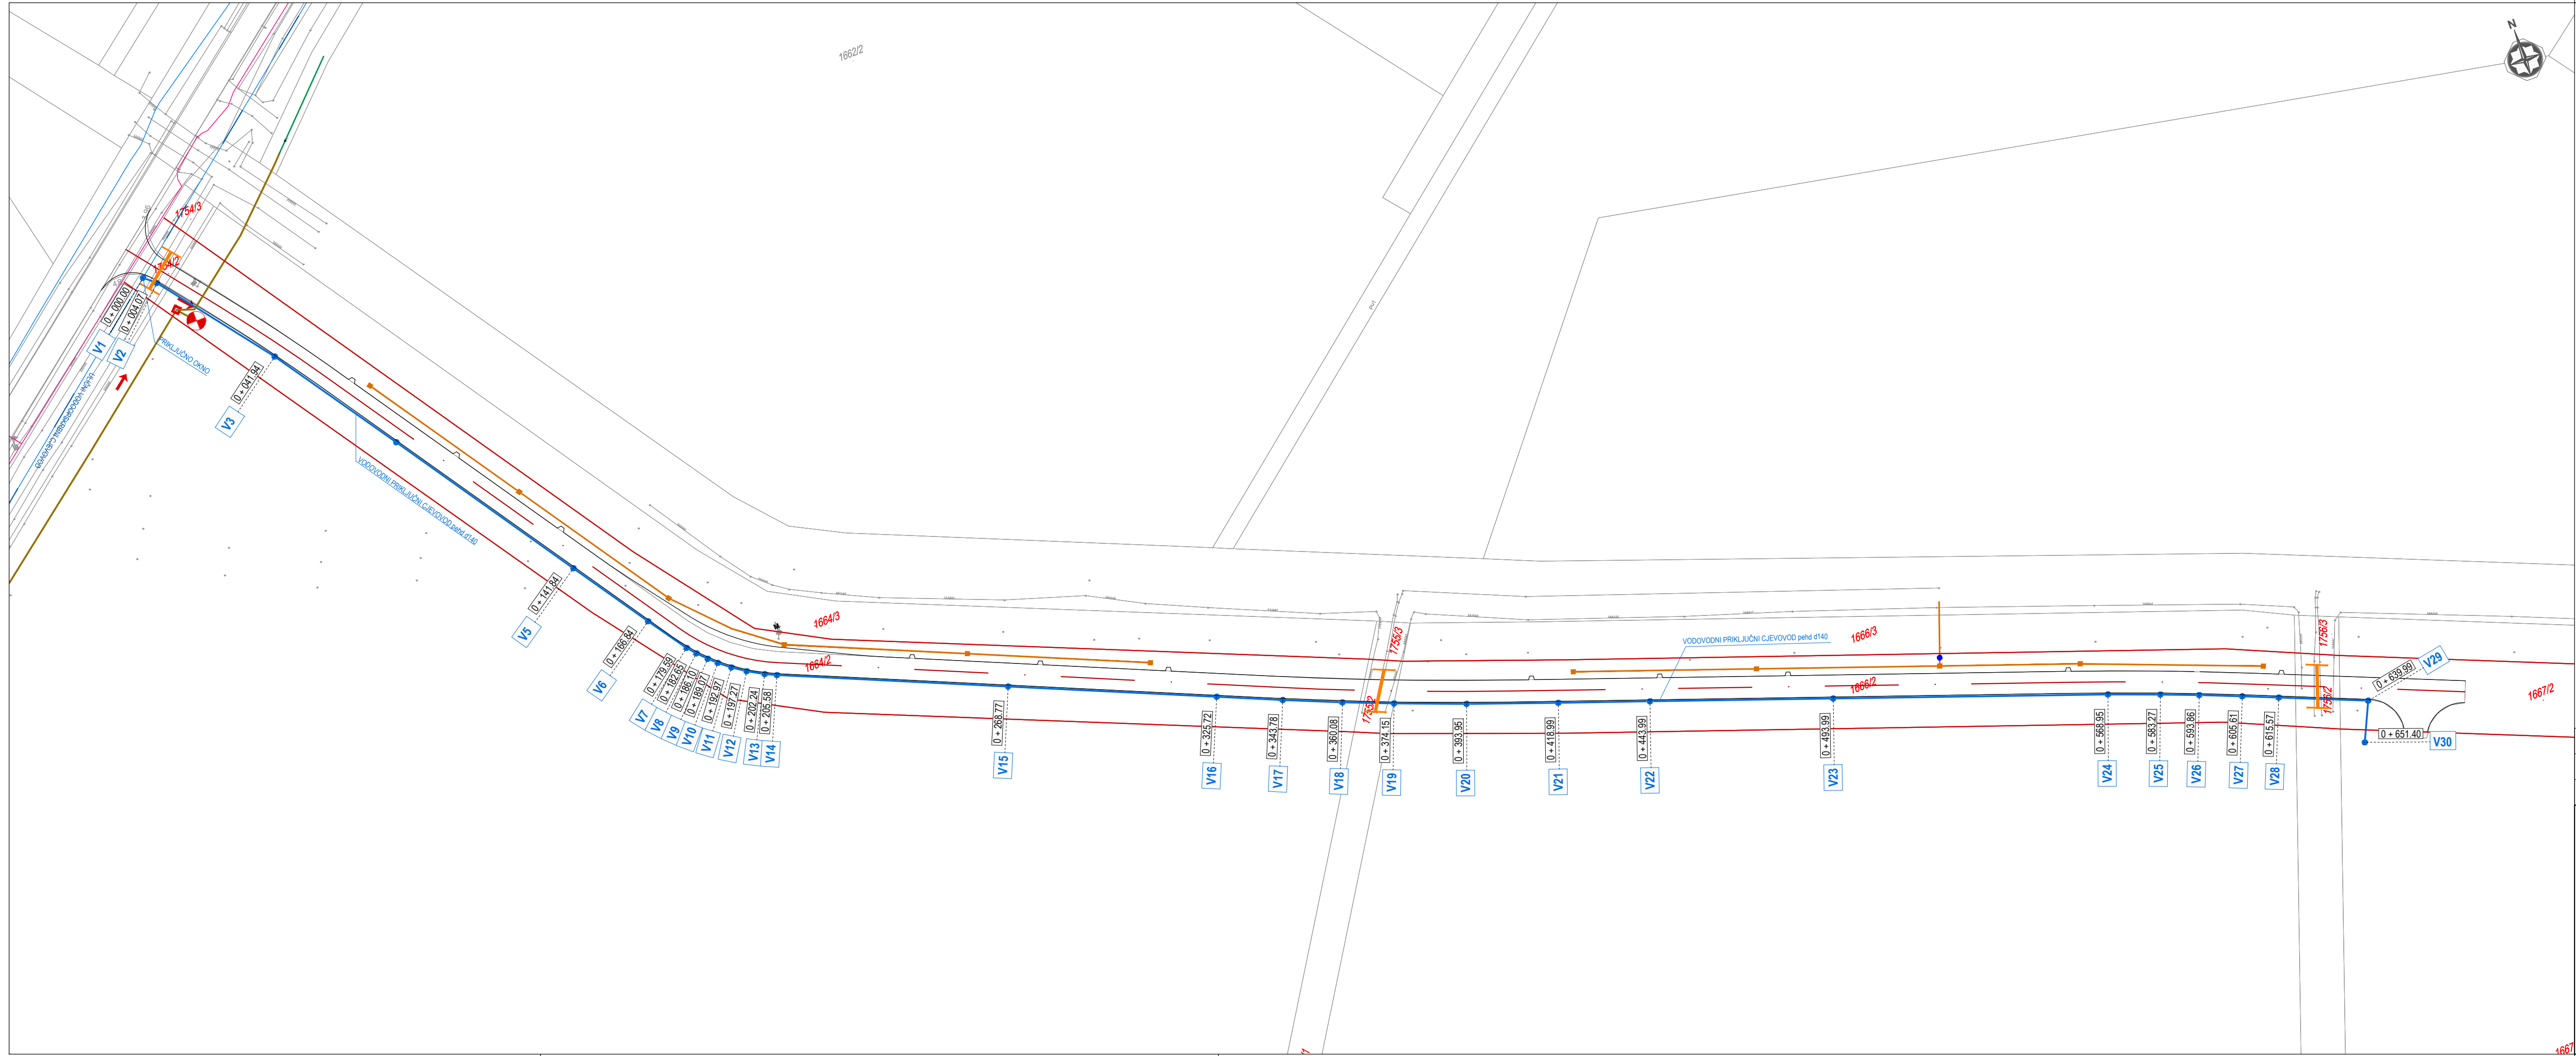 1662/2
N
put
1754/3
1754/2
0 + 000.00
0 + 004.07
V1
V2
PRIKLJUČNO OKNO
ULIČNI VODOOPSKRBNI CJEVOVOD
0 + 041.94
V3
VODOVODNI PRIKLJUČNI CJEVOVOD pehd d140
0 + 141.84
V5
0 + 166.84
V6
0 + 179.59
V7
0 + 182.65
V8
0 + 186.10
V9
0 + 189.07
V10
0 + 192.97
V11
0 + 197.27
V12
0 + 202.24
V13
0 + 205.58
V14
1664/3
1664/2
0 + 268.77
V15
0 + 325.72
V16
0 + 343.78
V17
0 + 360.08
V18
1755/3
1755/2
0 + 374.15
V19
0 + 393.95
V20
0 + 418.99
V21
0 + 443.99
V22
VODOVODNI PRIKLJUČNI CJEVOVOD pehd d140
1666/3
1666/2
0 + 493.99
V23
0 + 568.95
V24
0 + 583.27
V25
0 + 593.86
V26
0 + 605.61
V27
0 + 615.57
V28
1756/3
1756/2
0 + 639.99
V29
0 + 651.40
V30
1667/2
1667